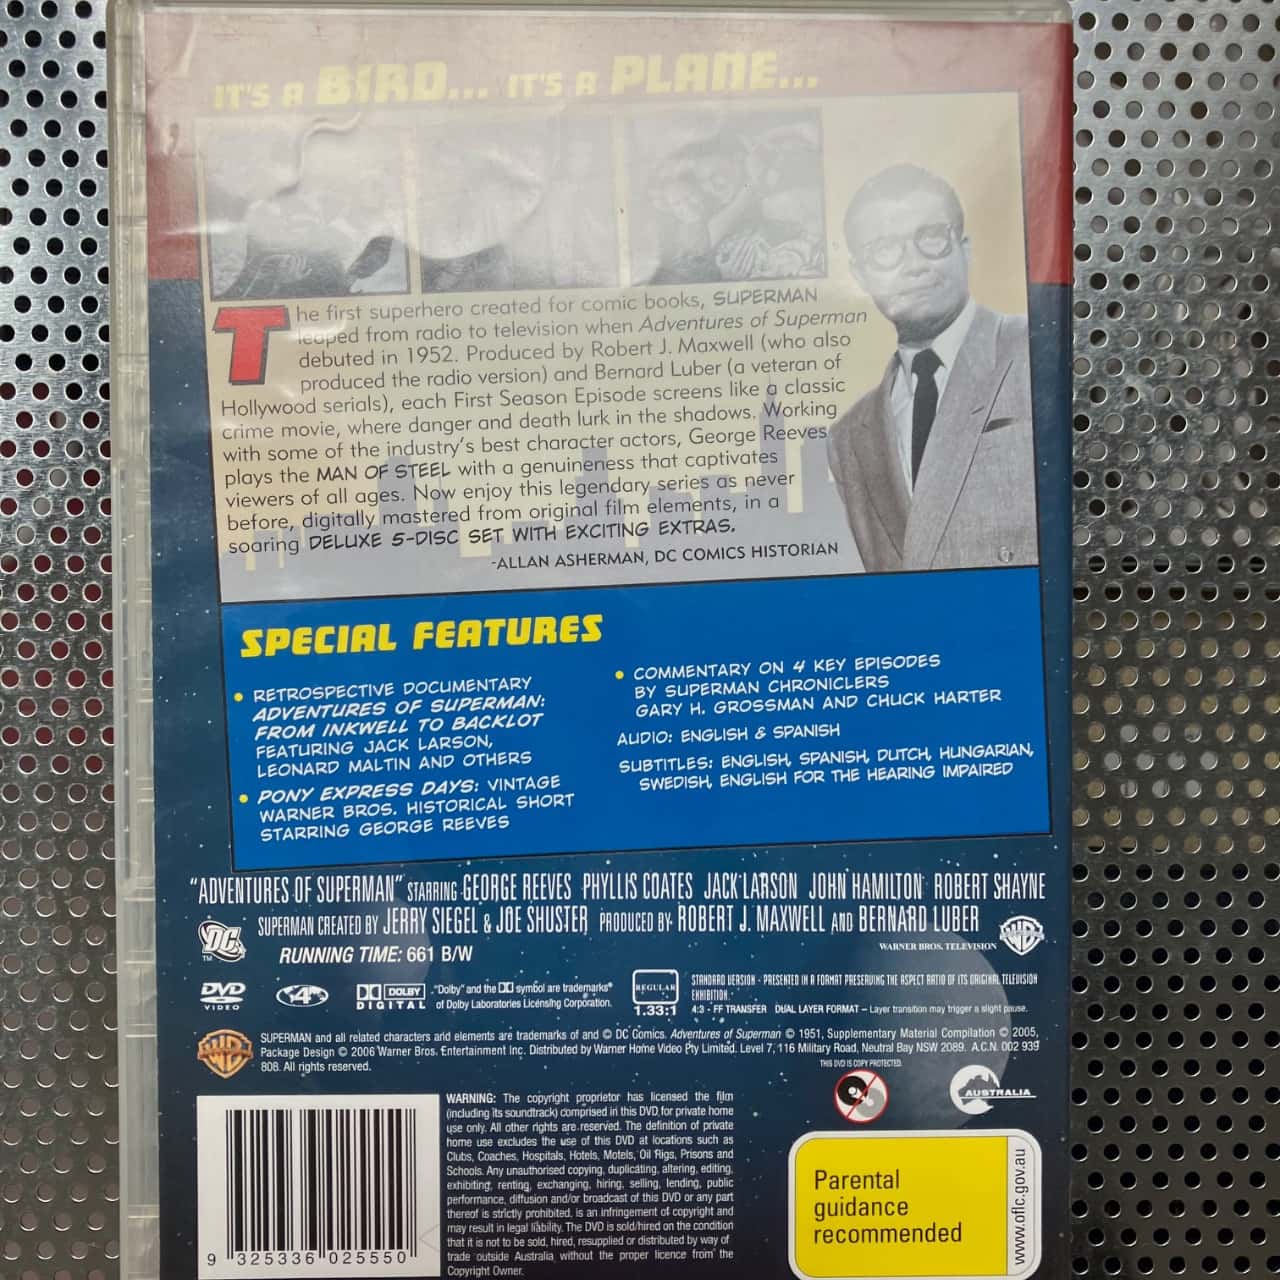 IT'S A BIRD... IT'S A PLANE...
The first superhero created for comic books, SUPERMAN
leaped from radio to television when Adventures of Superman
debuted in 1952. Produced by Robert J. Maxwell (who also
produced the radio version) and Bernard Luber (a veteran of
Hollywood serials), each First Season Episode screens like a classic
crime movie, where danger and death lurk in the shadows. Working
with some of the industry's best character actors, George Reeves
plays the MAN OF STEEL with a genuineness that captivates
viewers of all ages. Now enjoy this legendary series as never
before, digitally mastered from original film elements, in a
soaring DELUXE 5-DISC SET WITH EXCITING EXTRAS.
-ALLAN ASHERMAN, DC COMICS HISTORIAN
SPECIAL FEATURES
• RETROSPECTIVE DOCUMENTARY
ADVENTURES OF SUPERMAN:
FROM INKWELL TO BACKLOT
FEATURING JACK LARSON,
LEONARD MALTIN AND OTHERS
• PONY EXPRESS DAYS: VINTAGE
WARNER BROS. HISTORICAL SHORT
STARRING GEORGE REEVES
• COMMENTARY ON 4 KEY EPISODES
BY SUPERMAN CHRONICLERS
GARY H. GROSSMAN AND CHUCK HARTER
AUDIO: ENGLISH & SPANISH
SUBTITLES: ENGLISH, SPANISH, DUTCH, HUNGARIAN,
SWEDISH, ENGLISH FOR THE HEARING IMPAIRED
"ADVENTURES OF SUPERMAN" STARRING GEORGE REEVES PHYLLIS COATES JACK LARSON JOHN HAMILTON ROBERT SHAYNE
SUPERMAN CREATED BY JERRY SIEGEL & JOE SHUSTER PRODUCED BY ROBERT J. MAXWELL AND BERNARD LUBER
DC TM
RUNNING TIME: 661 B/W
WARNER BROS. TELEVISION
DVD VIDEO
4
DOLBY DIGITAL
"Dolby" and the DD symbol are trademarks
of Dolby Laboratories Licensing Corporation.
REGULAR
1.33:1
STANDARD VERSION - PRESENTED IN A FORMAT PRESERVING THE ASPECT RATIO OF ITS ORIGINAL TELEVISION
EXHIBITION.
4:3 - FF TRANSFER DUAL LAYER FORMAT – Layer transition may trigger a slight pause.
SUPERMAN and all related characters and elements are trademarks of and © DC Comics. Adventures of Superman © 1951, Supplementary Material Compilation © 2005,
Package Design © 2006 Warner Bros. Entertainment Inc. Distributed by Warner Home Video Pty Limited. Level 7, 116 Military Road, Neutral Bay NSW 2089. A.C.N. 002 939
808. All rights reserved.
THIS DVD IS COPY PROTECTED.
AUSTRALIA
WARNING: The copyright proprietor has licensed the film
(including its soundtrack) comprised in this DVD for private home
use only. All other rights are reserved. The definition of private
home use excludes the use of this DVD at locations such as
Clubs, Coaches, Hospitals, Hotels, Motels, Oil Rigs, Prisons and
Schools. Any unauthorised copying, duplicating, altering, editing,
exhibiting, renting, exchanging, hiring, selling, lending, public
performance, diffusion and/or broadcast of this DVD or any part
thereof is strictly prohibited, is an infringement of copyright and
may result in legal liability. The DVD is sold/hired on the condition
that it is not to be sold, hired, resupplied or distributed by way of
trade outside Australia, without the proper licence from the
Copyright Owner.
9 325336 025550
Parental
guidance
recommended
www.oflc.gov.au